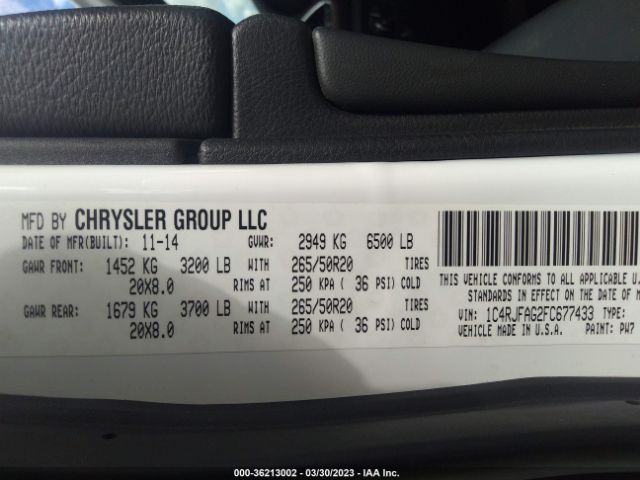 MFD BY CHRYSLER GROUP LLC
DATE OF MFR(BUILT): 11-14 GVWR: 2949 KG 6500 LB
GAWR FRONT: 1452 KG 3200 LB WITH 265/50R20 TIRES
20X8.0 RIMS AT 250 KPA ( 36 PSI) COLD
GAWR REAR: 1679 KG 3700 LB WITH 265/50R20 TIRES
20X8.0 RIMS AT 250 KPA ( 36 PSI) COLD
THIS VEHICLE CONFORMS TO ALL APPLICABLE U.
STANDARDS IN EFFECT ON THE DATE OF M
VIN: 1C4RJFAG2FC677433 TYPE:
VEHICLE MADE IN U.S.A. PAINT: PW7
000-36213002 - 03/30/2023 - IAA Inc.